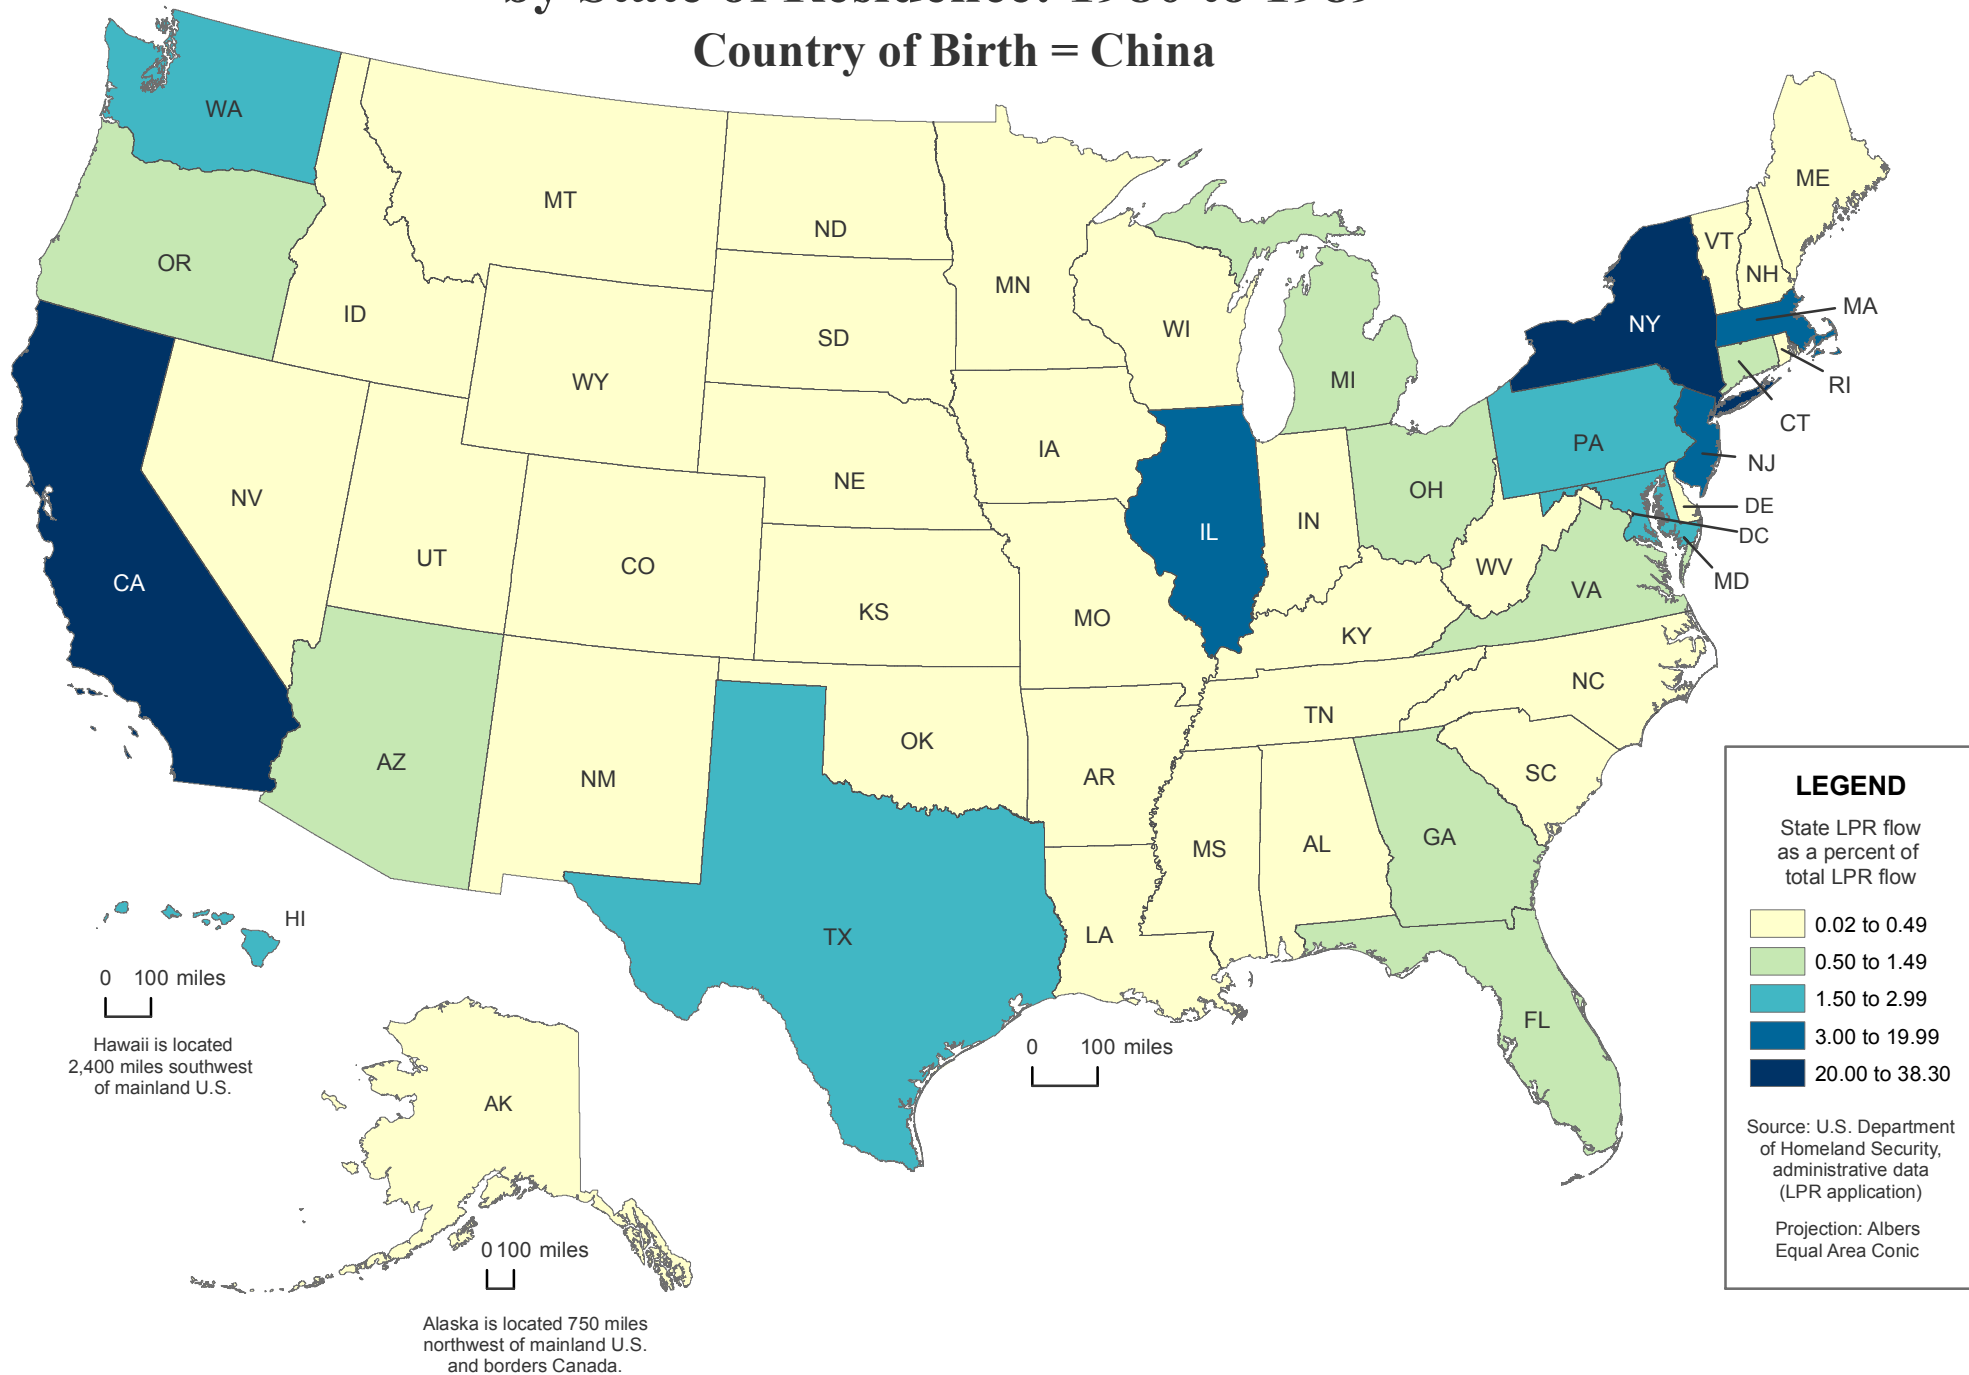 by State of Residence: 1980 to 1989
Country of Birth = China
WA
OR
CA
ID
NV
MT
WY
UT
AZ
CO
NM
ND
SD
NE
KS
OK
TX
MN
IA
MO
AR
LA
WI
IL
MI
IN
OH
KY
TN
MS
AL
GA
FL
SC
NC
VA
WV
PA
NY
VT
NH
ME
MA
RI
CT
NJ
DE
DC
MD
HI
0 100 miles
Hawaii is located
2,400 miles southwest
of mainland U.S.
AK
0 100 miles
Alaska is located 750 miles
northwest of mainland U.S.
and borders Canada.
0 100 miles
LEGEND
State LPR flow
as a percent of
total LPR flow
0.02 to 0.49
0.50 to 1.49
1.50 to 2.99
3.00 to 19.99
20.00 to 38.30
Source: U.S. Department
of Homeland Security,
administrative data
(LPR application)
Projection: Albers
Equal Area Conic